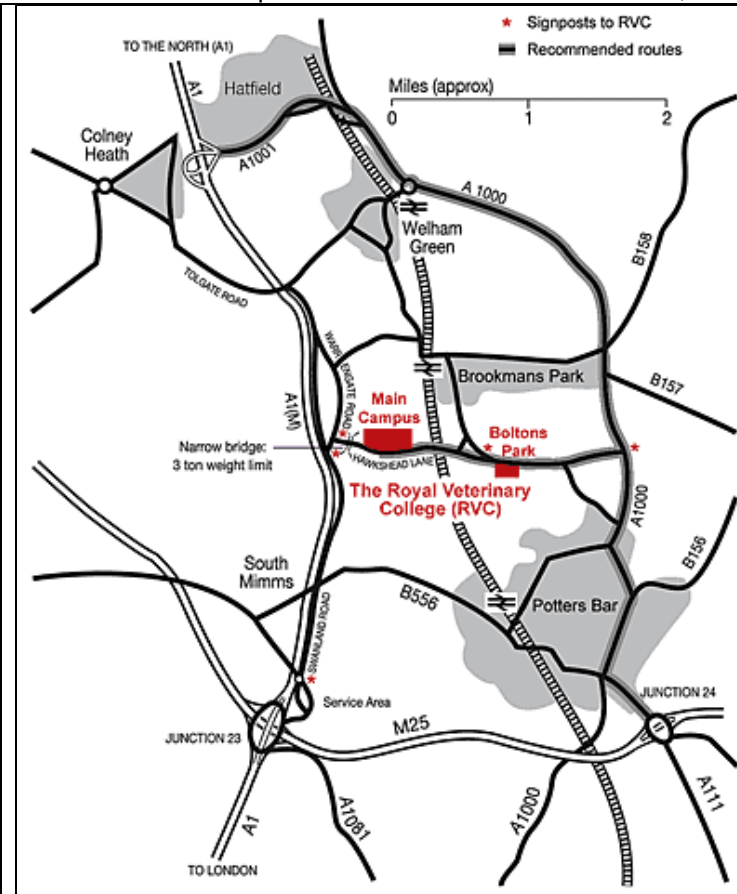 * Signposts to RVC
Recommended routes
TO THE NORTH (A1)
A1
Hatfield
Miles (approx)
0 1 2
Colney
Heath
A1001
A 1000
Welham
Green
B158
TOLGATE ROAD
WARRENGATE ROAD
Brookmans Park
B157
A1(M)
Main
Campus
Boltons
Park
Narrow bridge:
3 ton weight limit
HAWKSHEAD LANE
The Royal Veterinary
College (RVC)
A1000
South
Mimms
B556
B156
SWANLAND ROAD
Potters Bar
Service Area
JUNCTION 24
JUNCTION 23
M25
A1
A1081
A1000
A111
TO LONDON